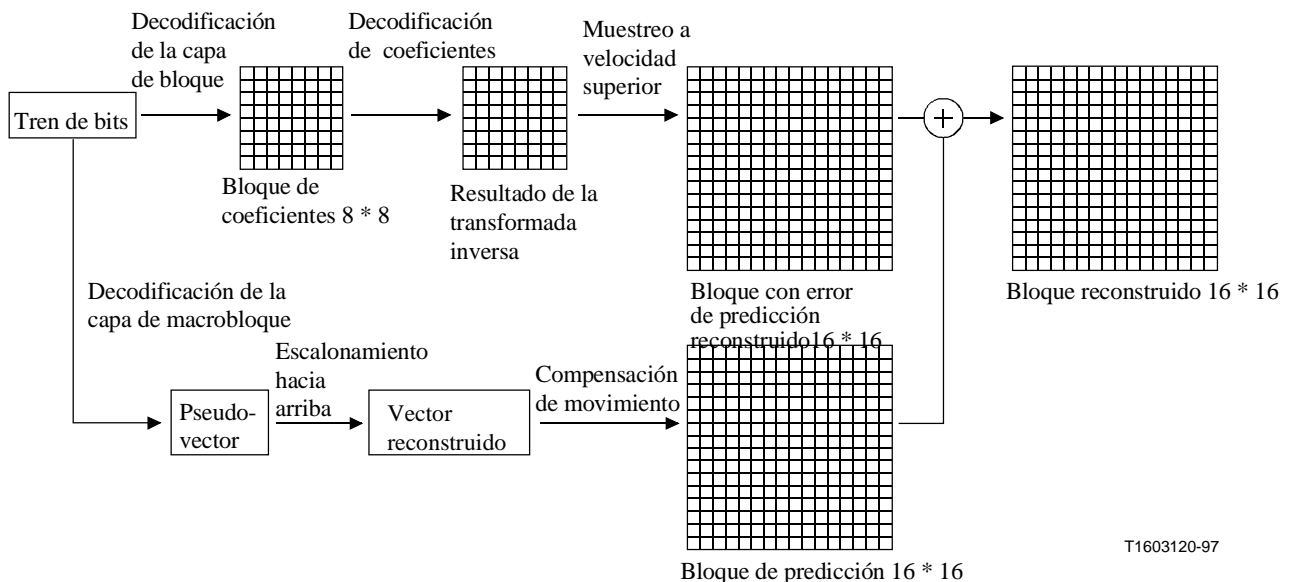 Decodificación
de la capa
de bloque
Decodificación
de coeficientes
Muestreo a
velocidad
superior
Tren de bits
Bloque de
coeficientes 8 * 8
Resultado de la
transformada
inversa
Bloque con error
de predicción
reconstruido16 * 16
Bloque reconstruido 16 * 16
Decodificación de la
capa de macrobloque
Escalonamiento
hacia
arriba
Pseudo-
vector
Vector
reconstruido
Compensación
de movimiento
Bloque de predicción 16 * 16
T1603120-97